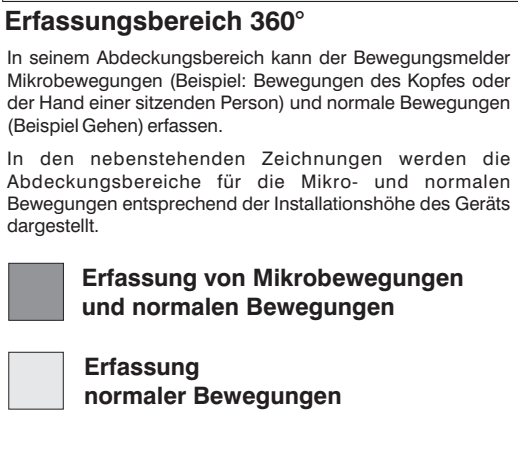 Erfassungsbereich 360°
In seinem Abdeckungsbereich kann der Bewegungsmelder
Mikrobewegungen (Beispiel: Bewegungen des Kopfes oder
der Hand einer sitzenden Person) und normale Bewegungen
(Beispiel Gehen) erfassen.
In den nebenstehenden Zeichnungen werden die
Abdeckungsbereiche für die Mikro- und normalen
Bewegungen entsprechend der Installationshöhe des Geräts
dargestellt.
Erfassung von Mikrobewegungen
und normalen Bewegungen
Erfassung
normaler Bewegungen